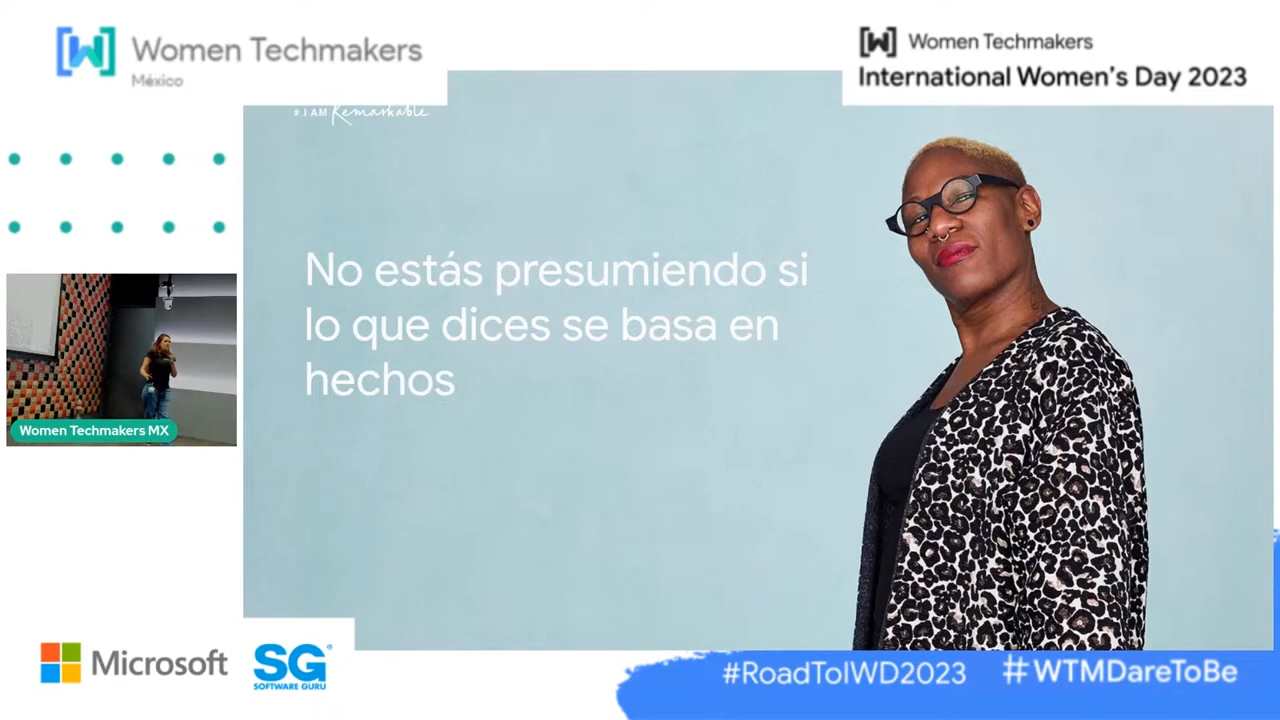 Women Techmakers
México
Women Techmakers
International Women's Day 2023
#IAM Remarkable
No estás presumiendo si
lo que dices se basa en
hechos
Women Techmakers MX
Microsoft
SG
SOFTWARE GURU
#RoadToIWD2023
#WTMDareToBe